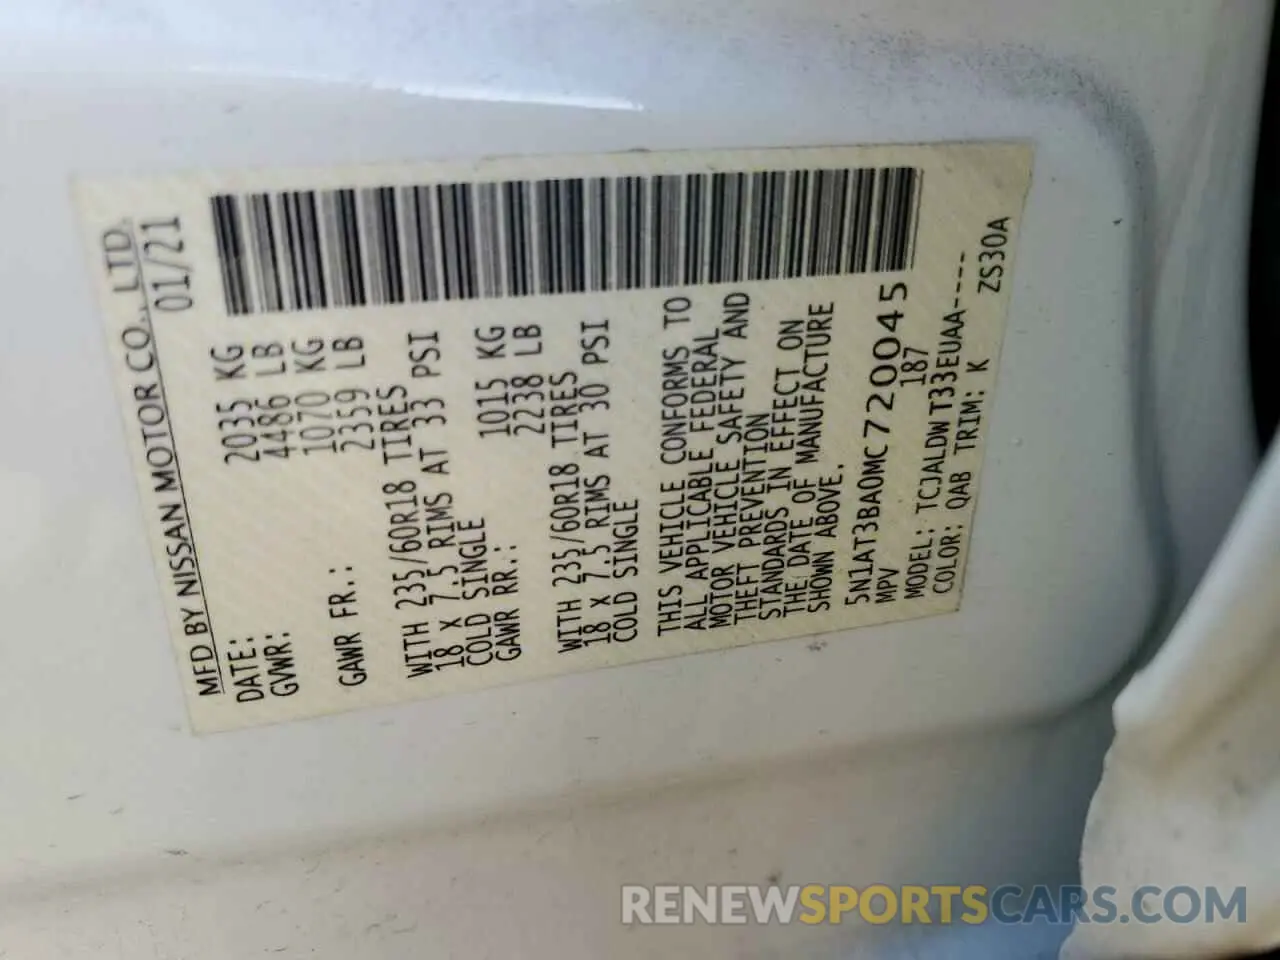 MFD BY NISSAN MOTOR CO., LTD.
DATE: 01/21
GVWR: 2035 KG
4486 LB
GAWR FR.: 1070 KG
2359 LB
WITH 235/60R18 TIRES
18 X 7.5 RIMS AT 33 PSI
COLD SINGLE
GAWR RR.: 1015 KG
2238 LB
WITH 235/60R18 TIRES
18 X 7.5 RIMS AT 30 PSI
COLD SINGLE
THIS VEHICLE CONFORMS TO
ALL APPLICABLE FEDERAL
MOTOR VEHICLE SAFETY AND
THEFT PREVENTION
STANDARDS IN EFFECT ON
THE DATE OF MANUFACTURE
SHOWN ABOVE.
5N1AT3BA0MC720045
MPV 187
MODEL: TCJALDWT33EUAA----
COLOR: QAB TRIM: K ZS30A
RENEWSPORTSCARS.COM